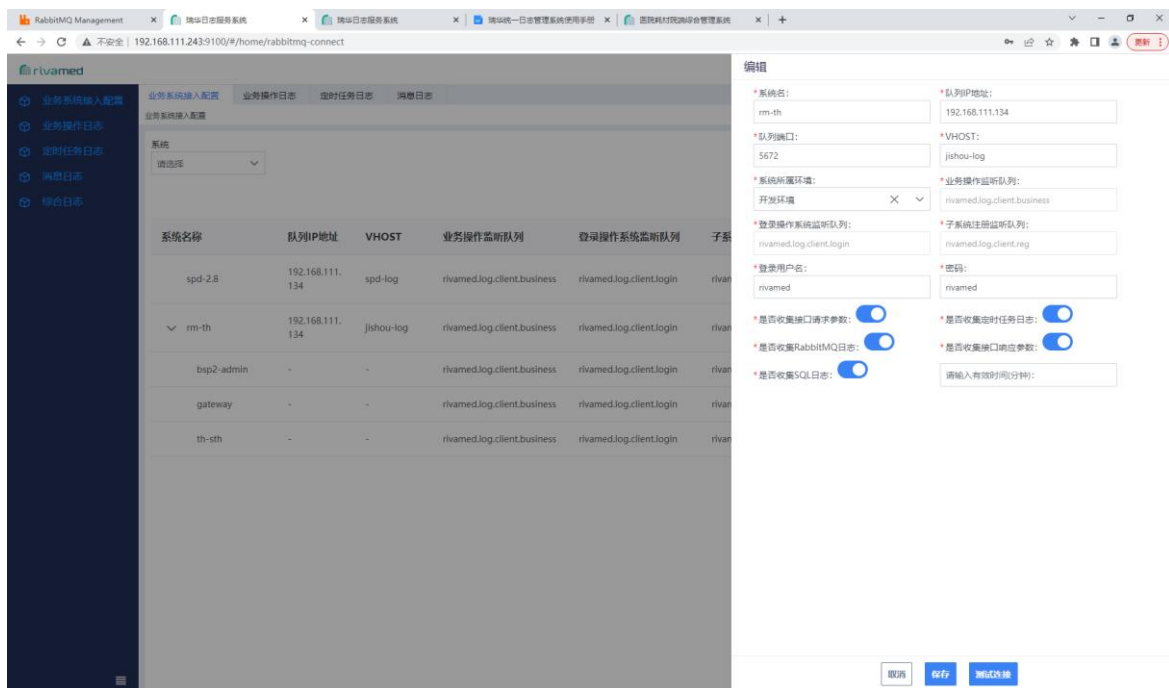 RabbitMQ Management
瑞华日志服务系统
瑞华日志服务系统
瑞华统一日志管理系统使用手册
医院耗材院端综合管理系统
不安全 | 192.168.111.243:9100/#/home/rabbitmq-connect
更新
rivamed
业务系统接入配置
业务操作日志
定时任务日志
消息日志
综合日志
业务系统接入配置 业务操作日志 定时任务日志 消息日志
业务系统接入配置
系统
请选择
系统名称 队列IP地址 VHOST 业务操作监听队列 登录操作系统监听队列 子系
spd-2.8 192.168.111.134 spd-log rivamed.log.client.business rivamed.log.client.login rivam
rm-th 192.168.111.134 jishou-log rivamed.log.client.business rivamed.log.client.login rivam
bsp2-admin - - rivamed.log.client.business rivamed.log.client.login rivam
gateway - - rivamed.log.client.business rivamed.log.client.login rivam
th-sth - - rivamed.log.client.business rivamed.log.client.login rivam
编辑
*系统名: *队列IP地址:
rm-th 192.168.111.134
*队列端口: *VHOST:
5672 jishou-log
*系统所属环境: *业务操作监听队列:
开发环境 rivamed.log.client.business
*登录操作系统监听队列: *子系统注册监听队列:
rivamed.log.client.login rivamed.log.client.reg
*登录用户名: *密码:
rivamed rivamed
*是否收集接口请求参数: *是否收集定时任务日志:
*是否收集RabbitMQ日志: *是否收集接口响应参数:
*是否收集SQL日志: 请输入有效时间(分钟):
取消 保存 测试连接